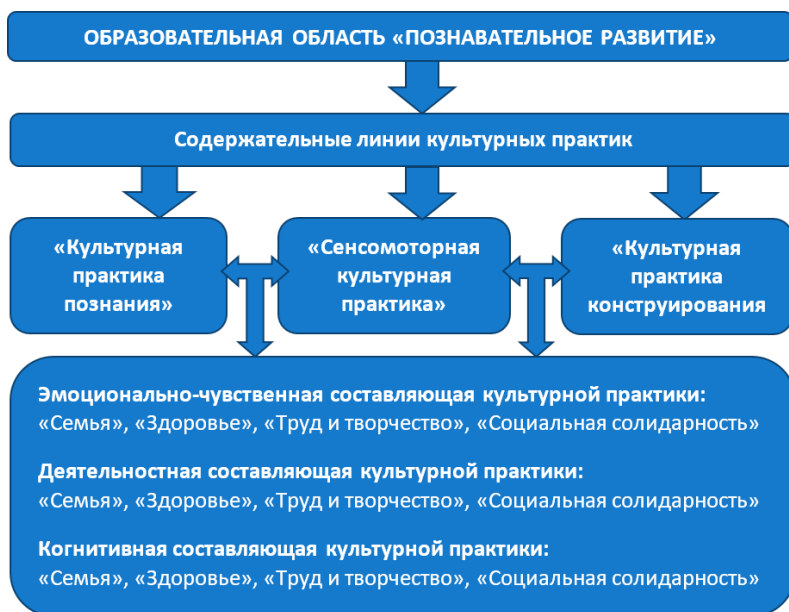 ОБРАЗОВАТЕЛЬНАЯ ОБЛАСТЬ «ПОЗНАВАТЕЛЬНОЕ РАЗВИТИЕ»
Содержательные линии культурных практик
«Культурная
практика
познания»
«Сенсомоторная
культурная
практика»
«Культурная
практика
конструирования
Эмоционально-чувственная составляющая культурной практики:
«Семья», «Здоровье», «Труд и творчество», «Социальная солидарность»
Деятельностная составляющая культурной практики:
«Семья», «Здоровье», «Труд и творчество», «Социальная солидарность»
Когнитивная составляющая культурной практики:
«Семья», «Здоровье», «Труд и творчество», «Социальная солидарность»